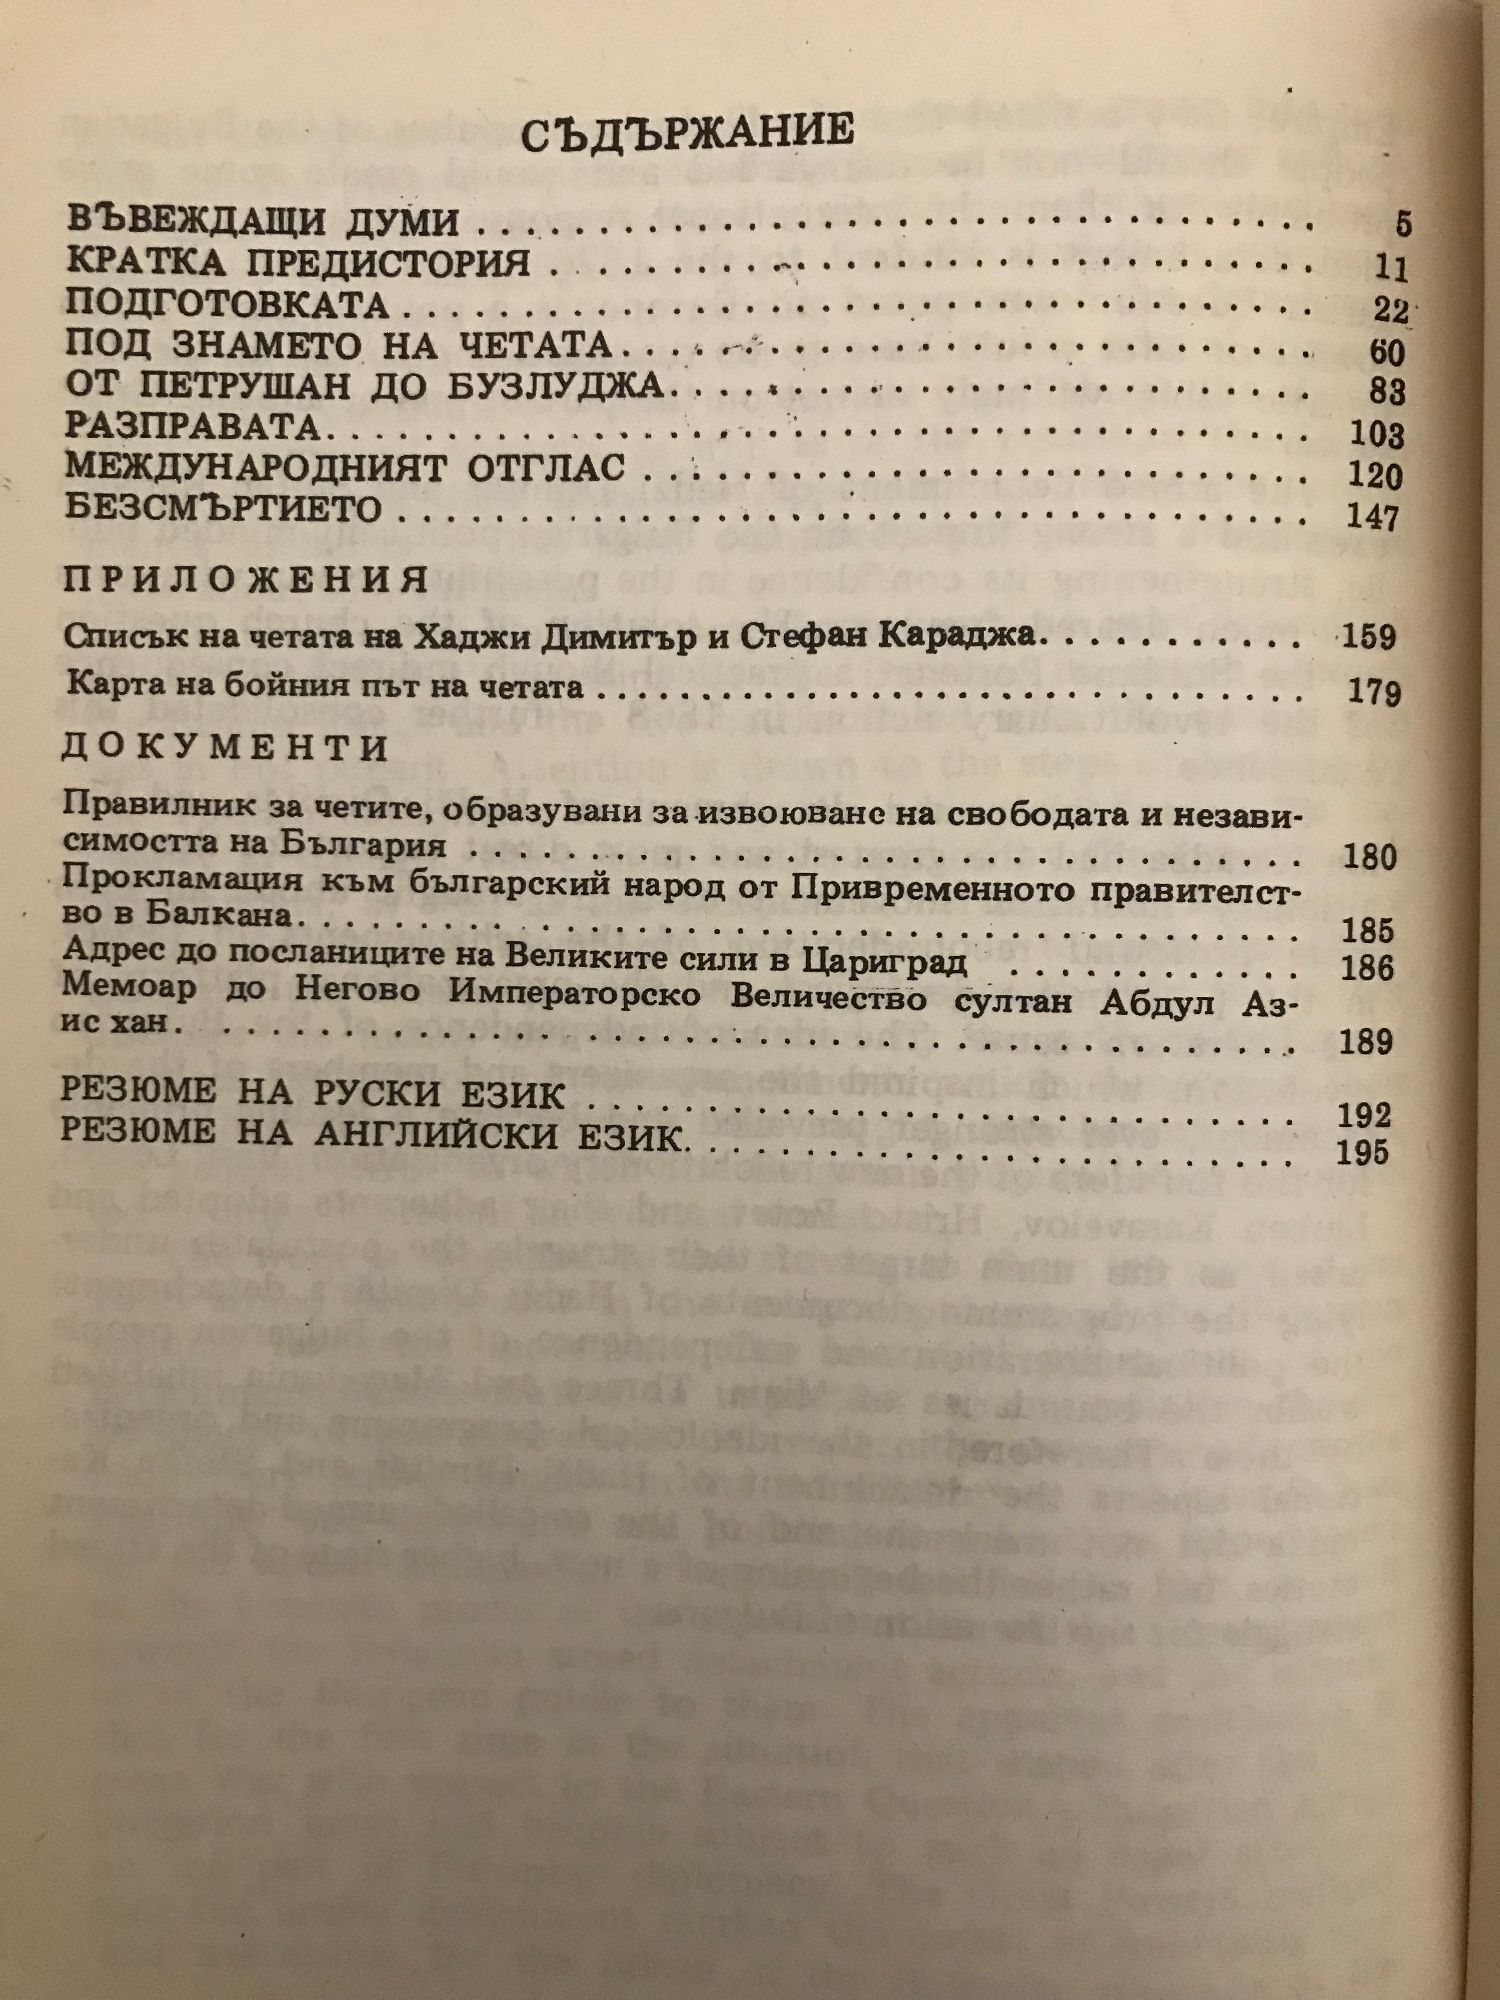 СЪДЪРЖАНИЕ
ВЪВЕЖДАЩИ ДУМИ . . . . . . . . . . . . . . . . . . . . 5
КРАТКА ПРЕДИСТОРИЯ . . . . . . . . . . . . . . . . . . . . 11
ПОДГОТОВКАТА . . . . . . . . . . . . . . . . . . . . 22
ПОД ЗНАМЕТО НА ЧЕТАТА . . . . . . . . . . . . . . . . . . . . 60
ОТ ПЕТРУШАН ДО БУЗЛУДЖА . . . . . . . . . . . . . . . . . . . . 83
РАЗПРАВАТА . . . . . . . . . . . . . . . . . . . . 103
МЕЖДУНАРОДНИЯТ ОТГЛАС . . . . . . . . . . . . . . . . . . . . 120
БЕЗСМЪРТИЕТО . . . . . . . . . . . . . . . . . . . . 147
ПРИЛОЖЕНИЯ
Списък на четата на Хаджи Димитър и Стефан Караджа . . . . . . . . . . . 159
Карта на бойния път на четата . . . . . . . . . . . . . . . . . . . . 179
ДОКУМЕНТИ
Правилник за четите, образувани за извоюване на свободата и незави-
симостта на България . . . . . . . . . . . . . . . . . . . . 180
Прокламация към българский народ от Привременното правителст-
во в Балкана . . . . . . . . . . . . . . . . . . . . 185
Адрес до посланиците на Великите сили в Цариград . . . . . . . . . . . . 186
Мемоар до Негово Императорско Величество султан Абдул Аз-
ис хан . . . . . . . . . . . . . . . . . . . . 189
РЕЗЮМЕ НА РУСКИ ЕЗИК . . . . . . . . . . . . . . . . . . . . 192
РЕЗЮМЕ НА АНГЛИЙСКИ ЕЗИК . . . . . . . . . . . . . . . . . . . . 195